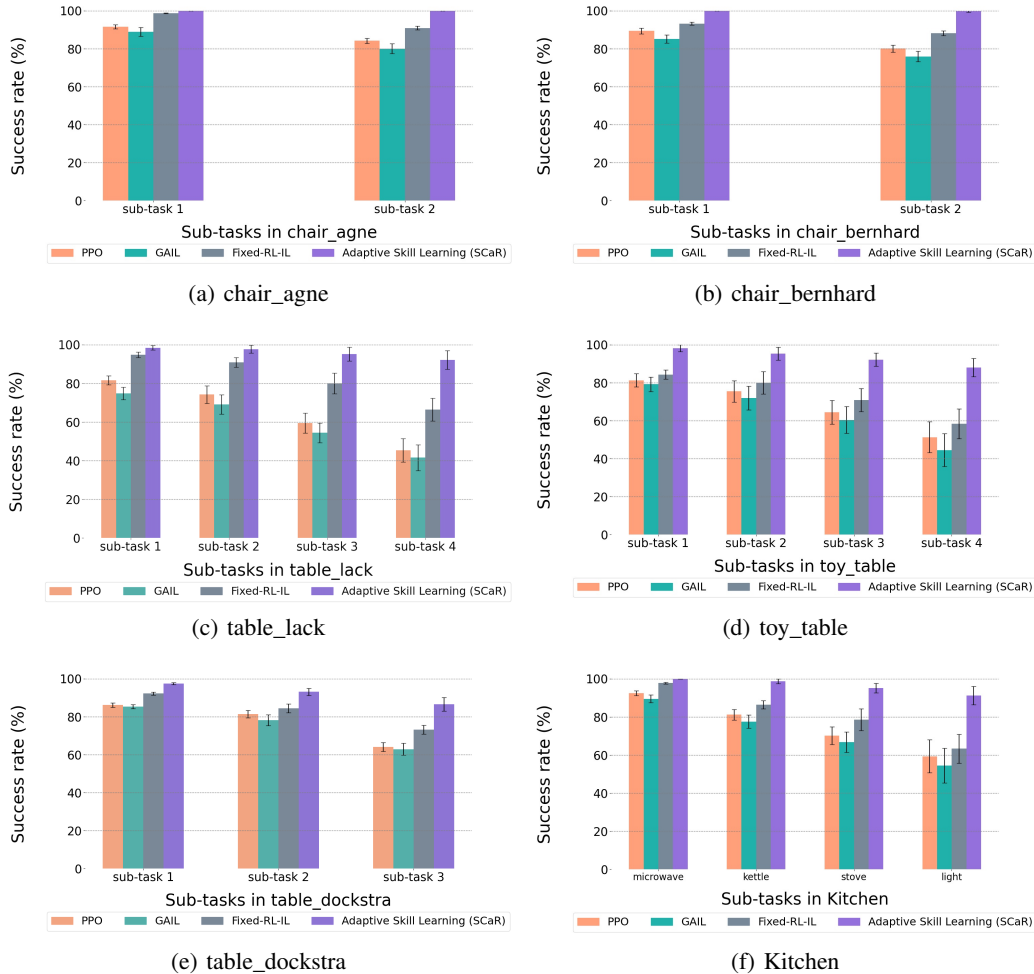 100
80
60
40
20
0
Success rate (%)
sub-task 1
sub-task 2
Sub-tasks in chair_agne
PPO GAIL Fixed-RL-IL Adaptive Skill Learning (SCaR)
(a) chair_agne
100
80
60
40
20
0
Success rate (%)
sub-task 1
sub-task 2
Sub-tasks in chair_bernhard
PPO GAIL Fixed-RL-IL Adaptive Skill Learning (SCaR)
(b) chair_bernhard
100
80
60
40
20
0
Success rate (%)
sub-task 1
sub-task 2
sub-task 3
sub-task 4
Sub-tasks in table_lack
PPO GAIL Fixed-RL-IL Adaptive Skill Learning (SCaR)
(c) table_lack
100
80
60
40
20
0
Success rate (%)
sub-task 1
sub-task 2
sub-task 3
sub-task 4
Sub-tasks in toy_table
PPO GAIL Fixed-RL-IL Adaptive Skill Learning (SCaR)
(d) toy_table
100
80
60
40
20
0
Success rate (%)
sub-task 1
sub-task 2
sub-task 3
Sub-tasks in table_dockstra
PPO GAIL Fixed-RL-IL Adaptive Skill Learning (SCaR)
(e) table_dockstra
100
80
60
40
20
0
Success rate (%)
microwave
kettle
stove
light
Sub-tasks in Kitchen
PPO GAIL Fixed-RL-IL Adaptive Skill Learning (SCaR)
(f) Kitchen